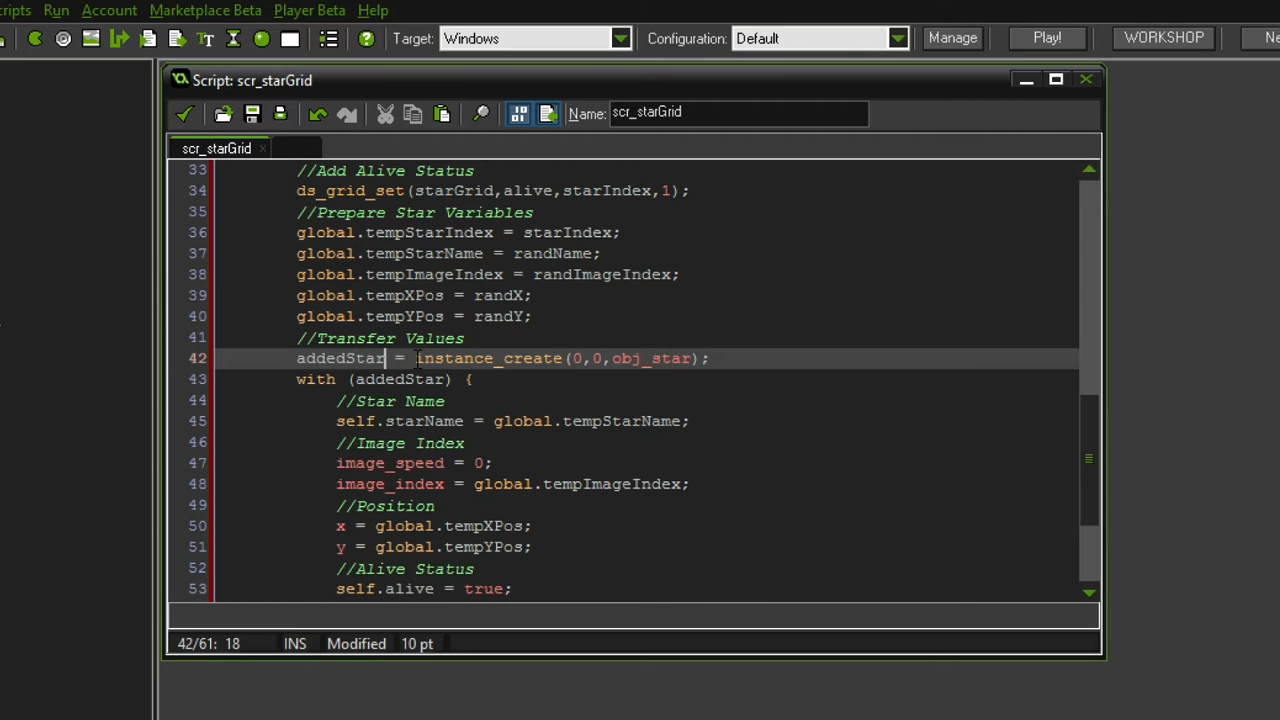 cripts Run Account Marketplace Beta Player Beta Help
Target: Windows Configuration: Default Manage Play! WORKSHOP Ne
Script: scr_starGrid
Name: scr_starGrid
scr_starGrid
33 //Add Alive Status
34 ds_grid_set(starGrid,alive,starIndex,1);
35 //Prepare Star Variables
36 global.tempStarIndex = starIndex;
37 global.tempStarName = randName;
38 global.tempImageIndex = randImageIndex;
39 global.tempXPos = randX;
40 global.tempYPos = randY;
41 //Transfer Values
42 addedStar = instance_create(0,0,obj_star);
43 with (addedStar) {
44 //Star Name
45 self.starName = global.tempStarName;
46 //Image Index
47 image_speed = 0;
48 image_index = global.tempImageIndex;
49 //Position
50 x = global.tempXPos;
51 y = global.tempYPos;
52 //Alive Status
53 self.alive = true;
42/61: 18 INS Modified 10 pt